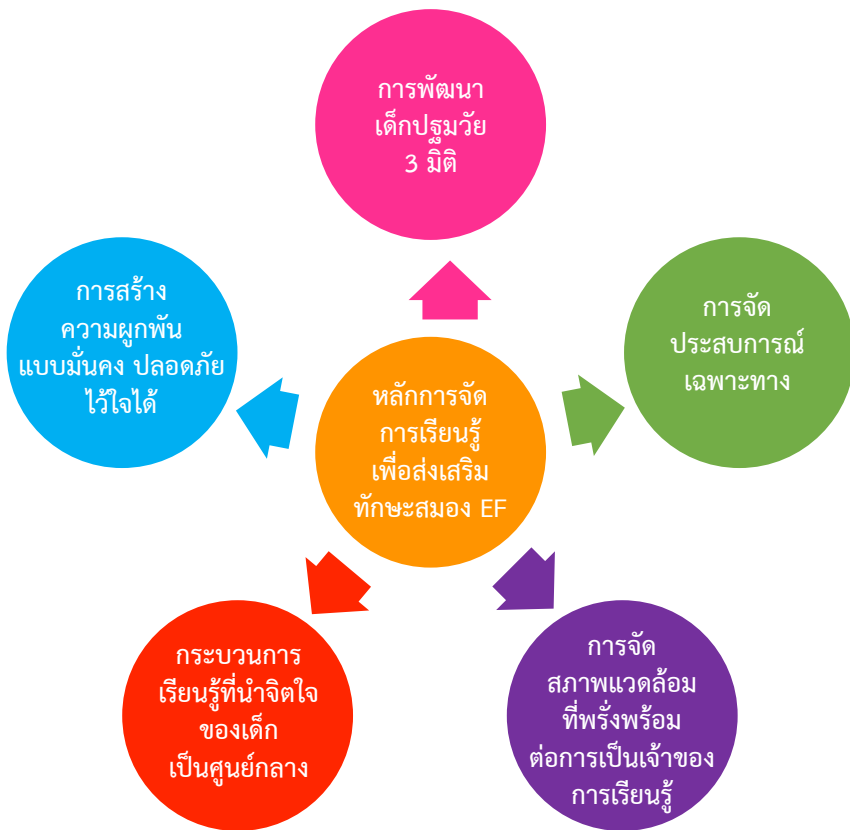 การพัฒนา
เด็กปฐมวัย
3 มิติ
การสร้าง
ความผูกพัน
แบบมั่นคง ปลอดภัย
ไว้ใจได้
การจัด
ประสบการณ์
เฉพาะทาง
หลักการจัด
การเรียนรู้
เพื่อส่งเสริม
ทักษะสมอง EF
กระบวนการ
เรียนรู้ที่นำจิตใจ
ของเด็ก
เป็นศูนย์กลาง
การจัด
สภาพแวดล้อม
ที่พรั่งพร้อม
ต่อการเป็นเจ้าของ
การเรียนรู้